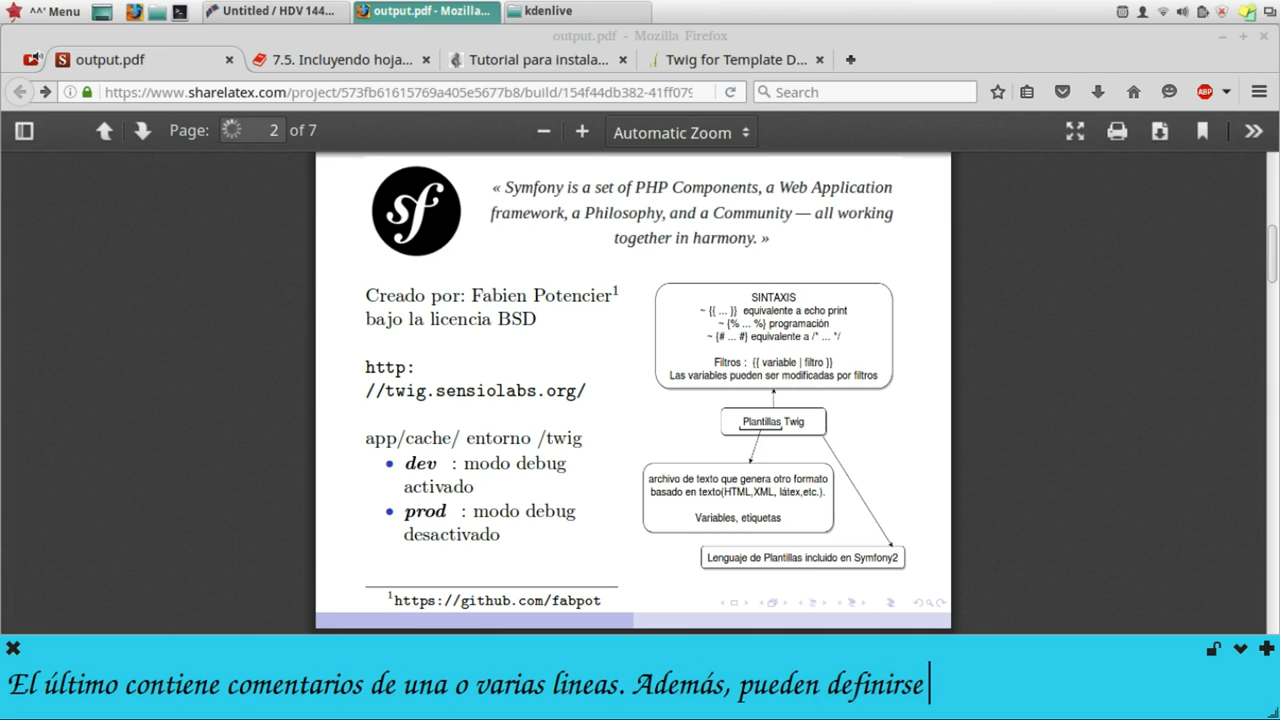 ^^' Menu
Untitled / HDV 144...
output.pdf - Mozilla...
kdenlive
output.pdf - Mozilla Firefox
output.pdf
7.5. Incluyendo hoja...
Tutorial para instala...
Twig for Template D...
https://www.sharelatex.com/project/573fb61615769a405e5677b8/build/154f44db382-41ff079
Search
ABP
Page: 2 of 7
Automatic Zoom
sf
« Symfony is a set of PHP Components, a Web Application
framework, a Philosophy, and a Community — all working
together in harmony. »
Creado por: Fabien Potencier1
bajo la licencia BSD
http:
//twig.sensiolabs.org/
app/cache/ entorno /twig
• dev : modo debug
activado
• prod : modo debug
desactivado
1https://github.com/fabpot
SINTAXIS
~ {{ ... }} equivalente a echo print
~ {% ... %} programación
~ {# ... #} equivalente a /* ... */
Filtros : {{ variable | filtro }}
Las variables pueden ser modificadas por filtros
Plantillas Twig
archivo de texto que genera otro formato
basado en texto(HTML,XML, látex,etc.).
Variables, etiquetas
Lenguaje de Plantillas incluido en Symfony2
El último contiene comentarios de una o varias lineas. Además, pueden definirse